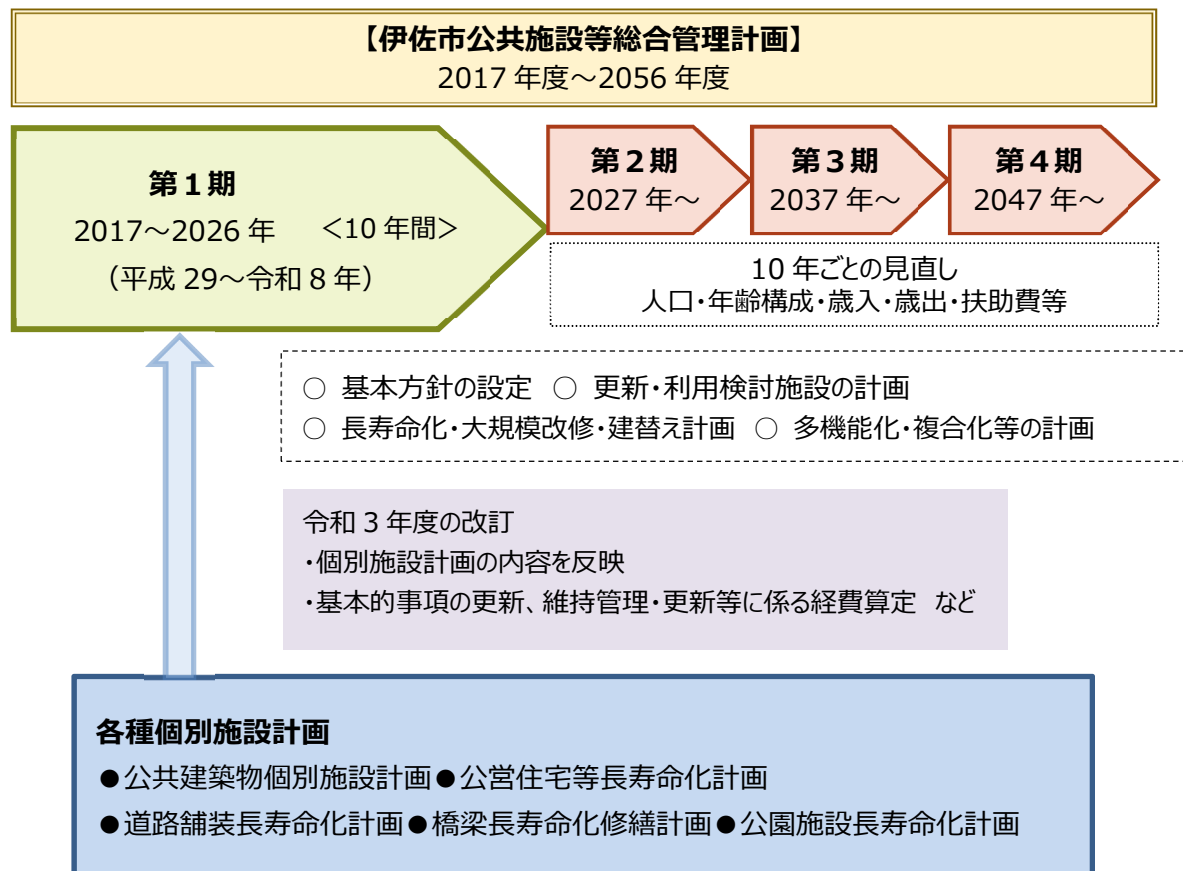 【伊佐市公共施設等総合管理計画】
2017 年度～2056 年度
第１期
2017～2026 年　＜10 年間＞
（平成 29～令和 8 年）
第２期
2027 年～
第３期
2037 年～
第４期
2047 年～
10 年ごとの見直し
人口・年齢構成・歳入・歳出・扶助費等
○ 基本方針の設定 ○ 更新・利用検討施設の計画
○ 長寿命化・大規模改修・建替え計画 ○ 多機能化・複合化等の計画
令和 3 年度の改訂
・個別施設計画の内容を反映
・基本的事項の更新、維持管理・更新等に係る経費算定　など
各種個別施設計画
●公共建築物個別施設計画●公営住宅等長寿命化計画
●道路舗装長寿命化計画●橋梁長寿命化修繕計画●公園施設長寿命化計画